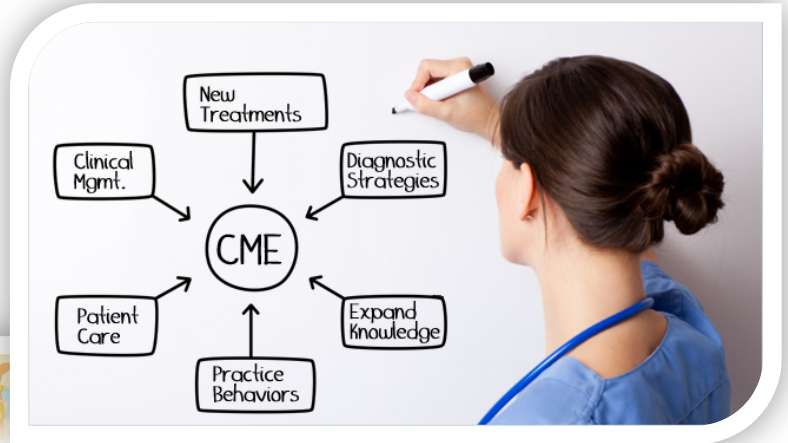 New
Treatments
Clinical
Mgmt.
Diagnostic
Strategies
CME
Patient
Care
Expand
Knowledge
Practice
Behaviors